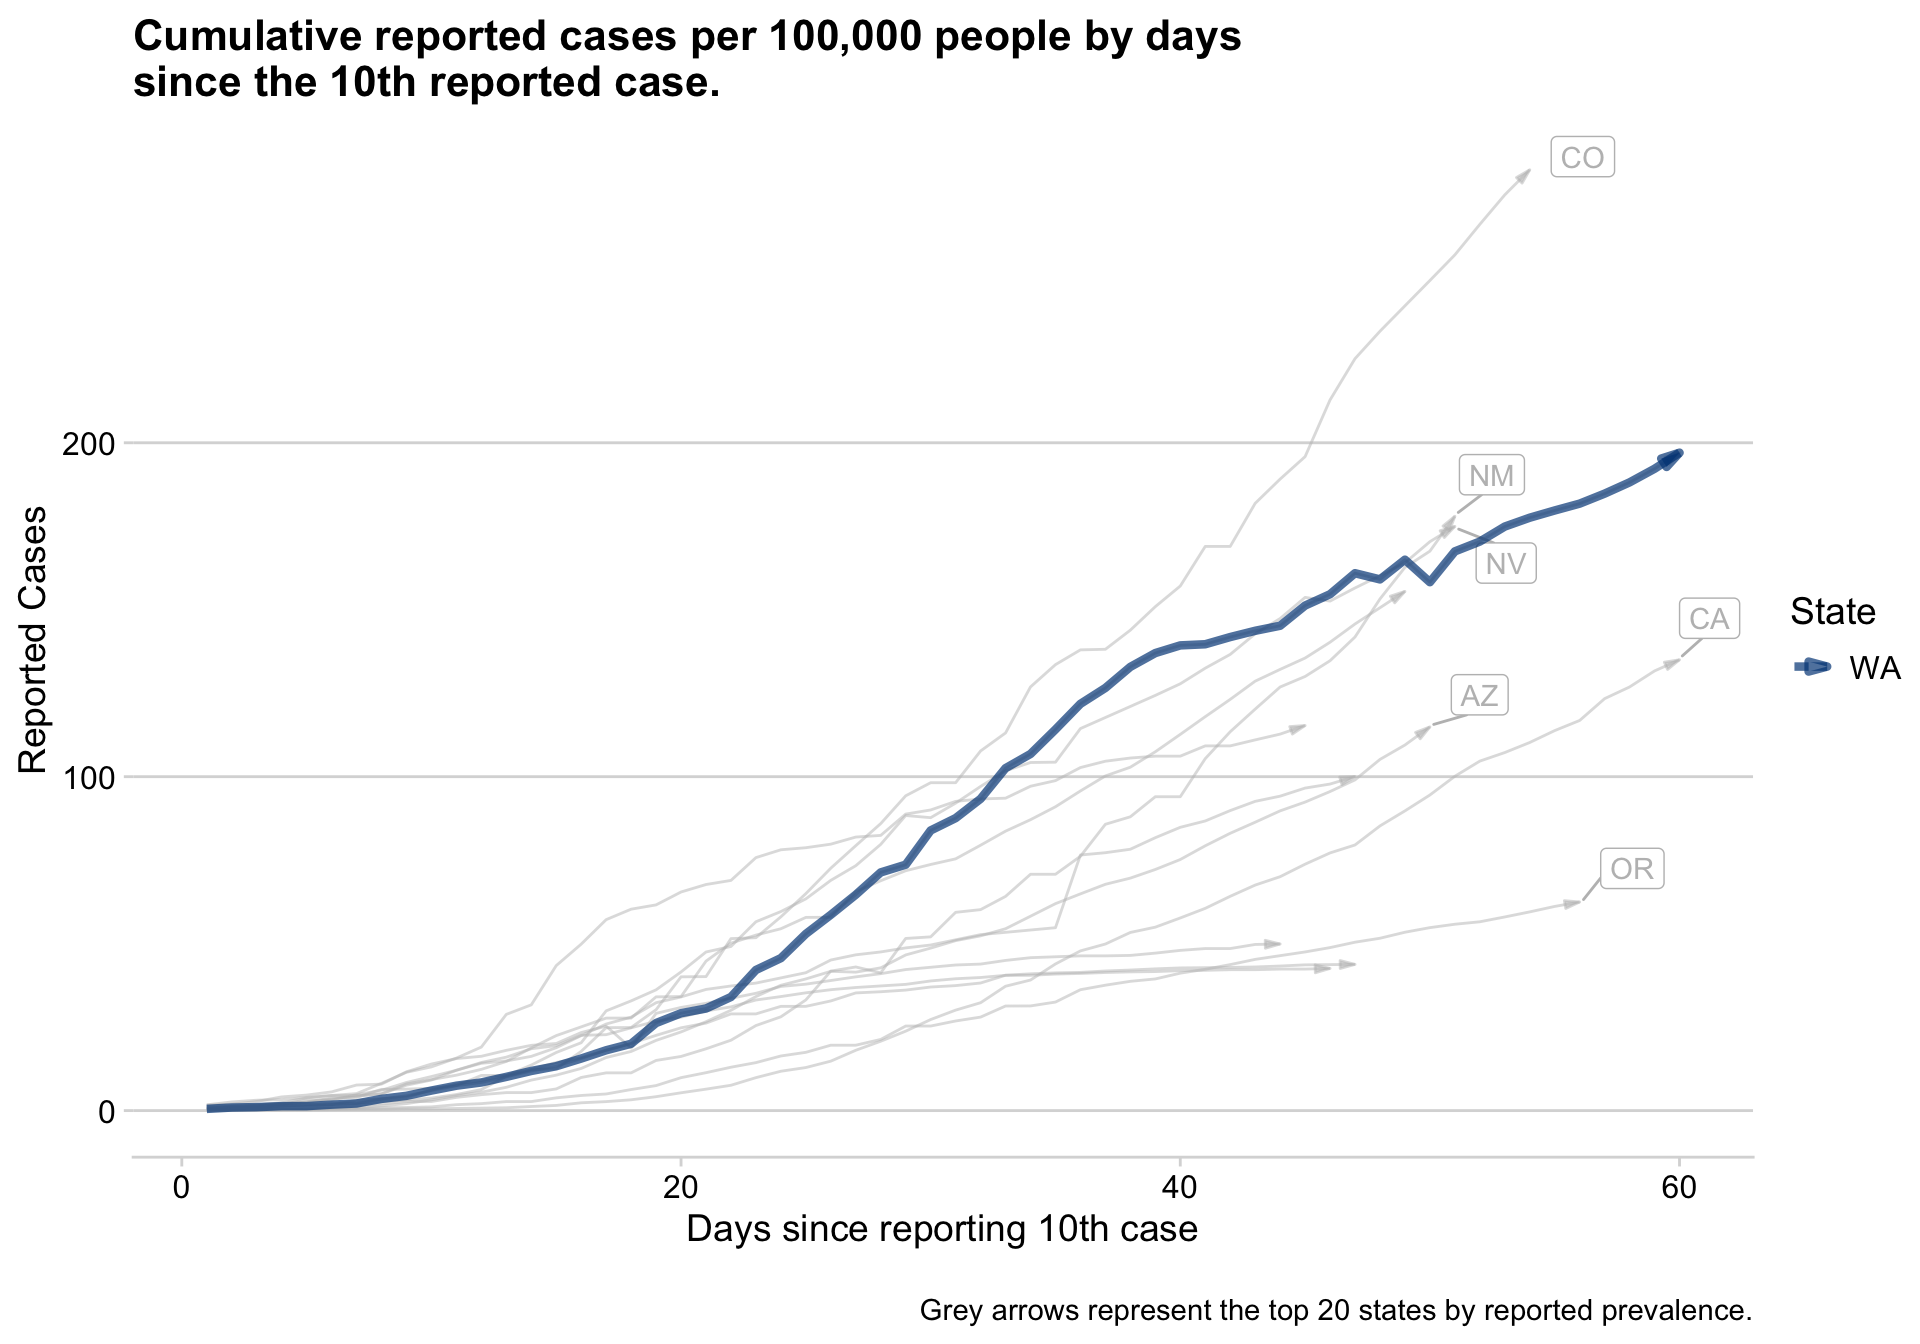 Cumulative reported cases per 100,000 people by days
since the 10th reported case.
CO
200
NM
NV
CA
AZ
OR
100
0
Reported Cases
State
WA
0 20 40 60
Days since reporting 10th case
Grey arrows represent the top 20 states by reported prevalence.